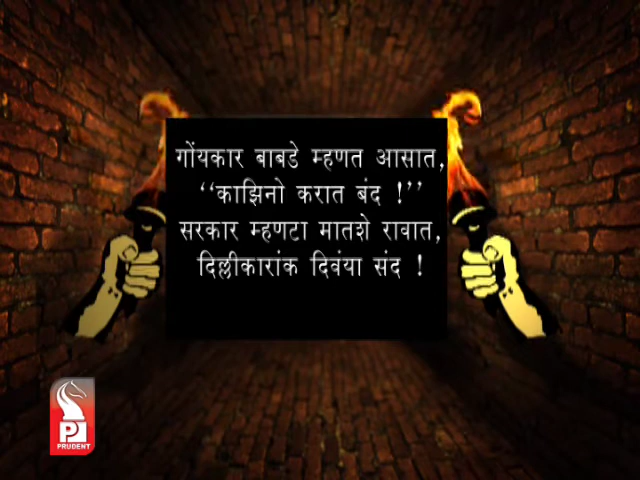 गोंयकार बाबडे म्हणत आसात,
“काझिनो करात बंद !”
सरकार म्हणटा मातशे रावात,
दिल्लीकारांक दिवंया संद !
PRUDENT